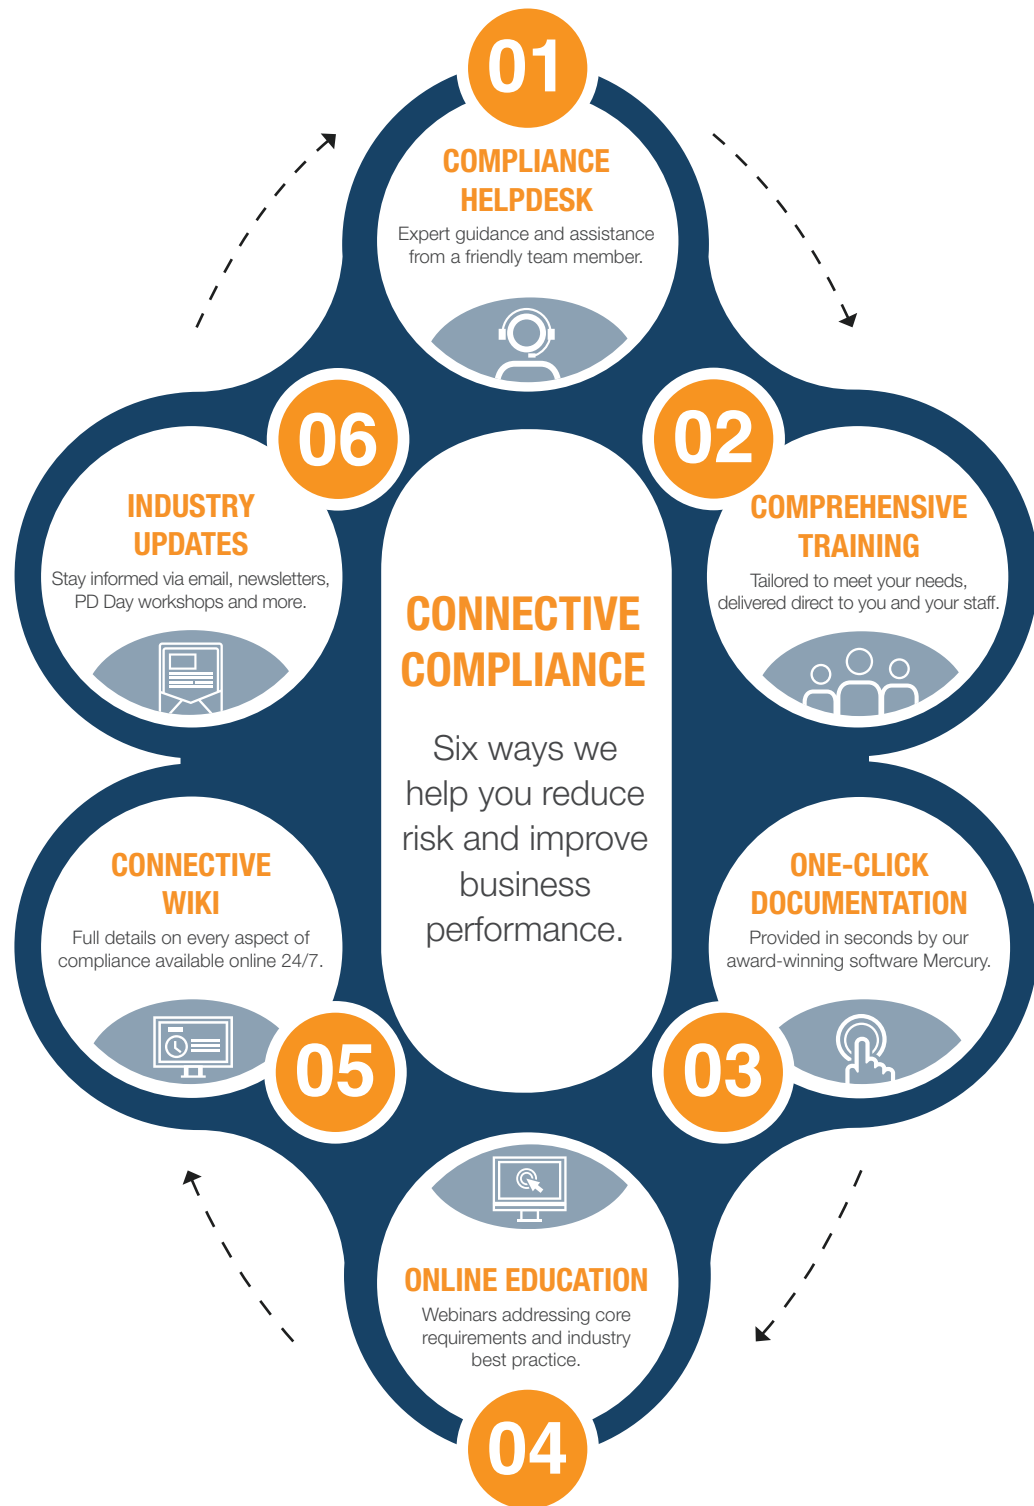 01
COMPLIANCE
HELPDESK
Expert guidance and assistance
from a friendly team member.
02
COMPREHENSIVE
TRAINING
Tailored to meet your needs,
delivered direct to you and your staff.
03
ONE-CLICK
DOCUMENTATION
Provided in seconds by our
award-winning software Mercury.
04
ONLINE EDUCATION
Webinars addressing core
requirements and industry
best practice.
05
CONNECTIVE
WIKI
Full details on every aspect of
compliance available online 24/7.
06
INDUSTRY
UPDATES
Stay informed via email, newsletters,
PD Day workshops and more.
CONNECTIVE
COMPLIANCE
Six ways we
help you reduce
risk and improve
business
performance.